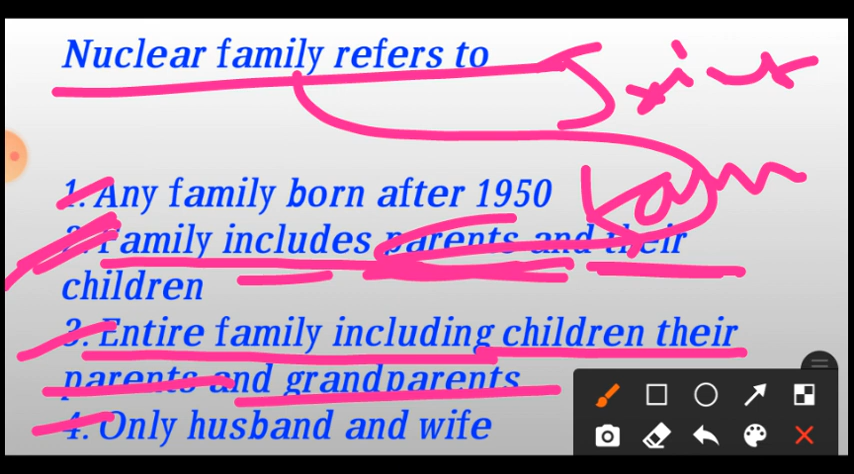 Nuclear family refers to
1. Any family born after 1950
2. Family includes parents and their
children
3. Entire family including children their
parents and grandparents
4. Only husband and wife